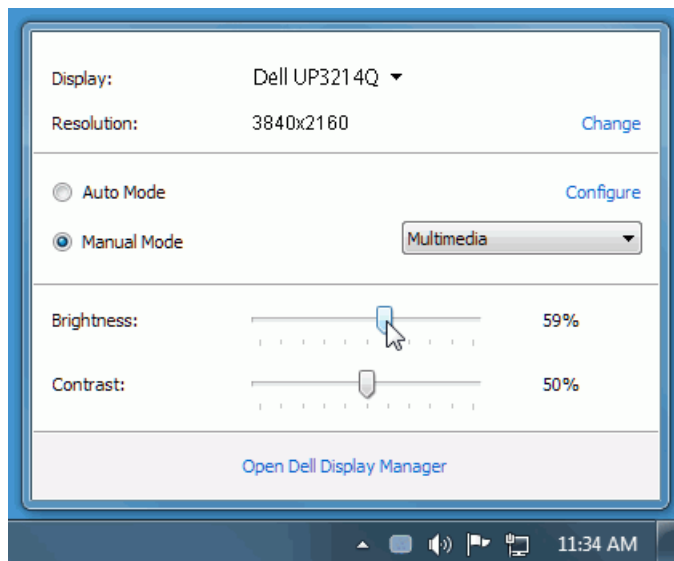 Display: Dell UP3214Q
Resolution: 3840x2160 Change
Auto Mode Configure
Manual Mode Multimedia
Brightness: 59%
Contrast: 50%
Open Dell Display Manager
11:34 AM